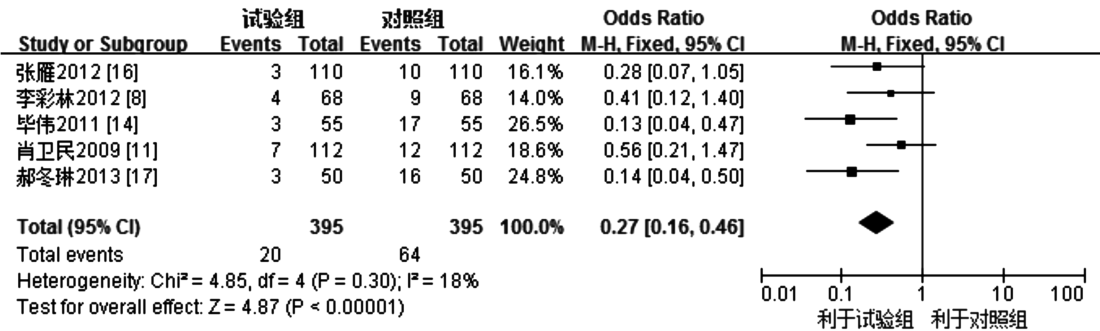 试验组 对照组 Odds Ratio Odds Ratio
Study or Subgroup Events Total Events Total Weight M-H, Fixed, 95% CI M-H, Fixed, 95% CI
张雁2012 [16] 3 110 10 110 16.1% 0.28 [0.07, 1.05]
李彩林2012 [8] 4 68 9 68 14.0% 0.41 [0.12, 1.40]
毕伟2011 [14] 3 55 17 55 26.5% 0.13 [0.04, 0.47]
肖卫民2009 [11] 7 112 12 112 18.6% 0.56 [0.21, 1.47]
郝冬琳2013 [17] 3 50 16 50 24.8% 0.14 [0.04, 0.50]
Total (95% CI) 395 395 100.0% 0.27 [0.16, 0.46]
Total events 20 64
Heterogeneity: Chi² = 4.85, df = 4 (P = 0.30); I² = 18%
Test for overall effect: Z = 4.87 (P < 0.00001)
0.01 0.1 1 10 100
利于试验组 利于对照组